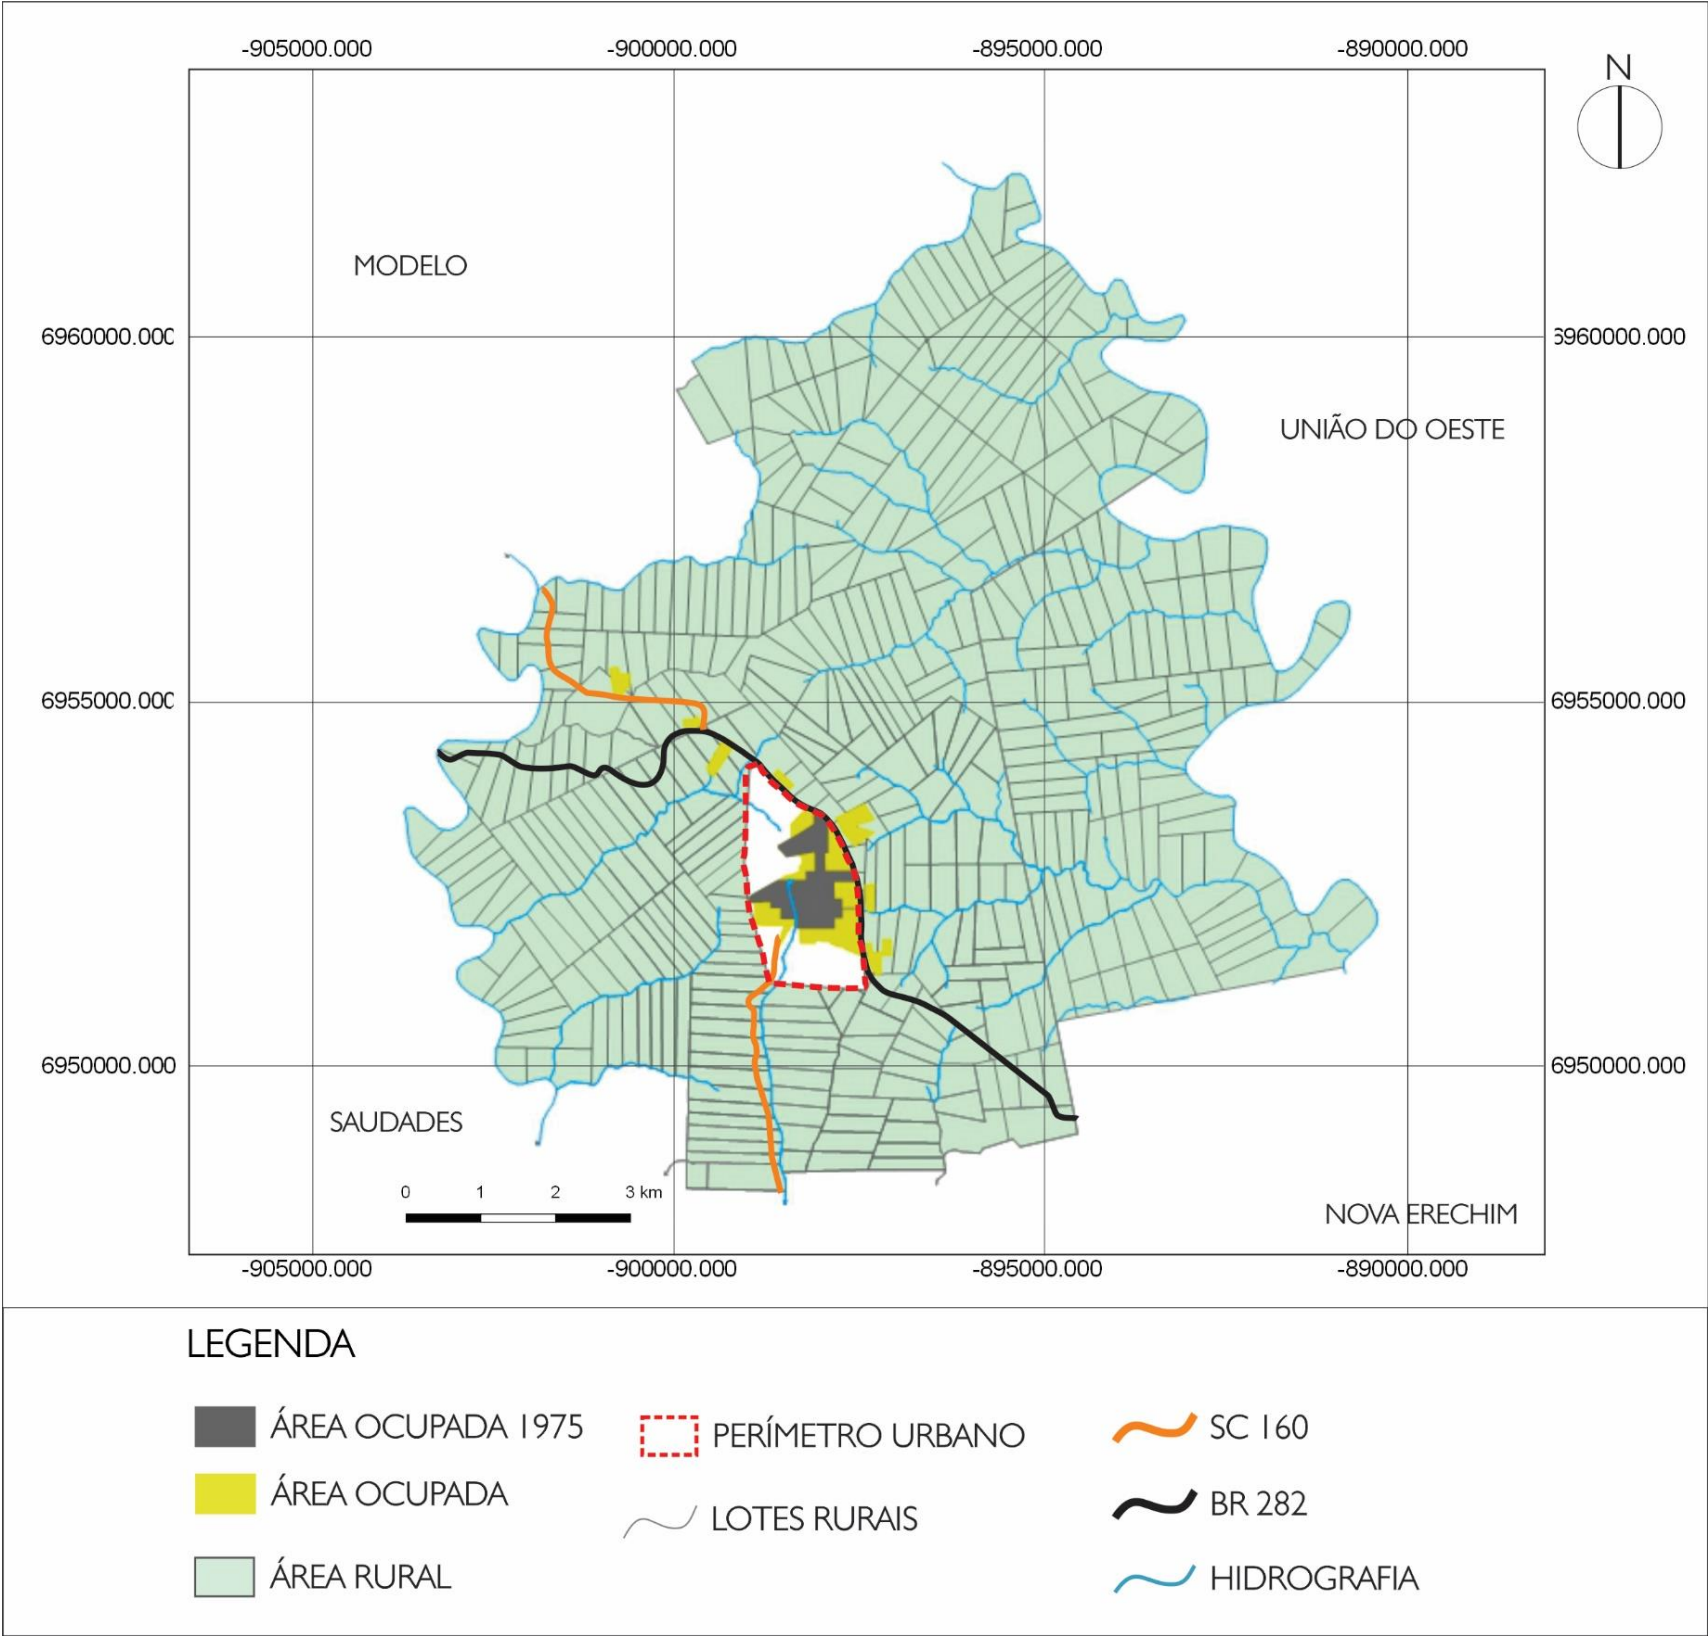 -905000.000 -900000.000 -895000.000 -890000.000
N
MODELO
6960000.000 6960000.000
UNIÃO DO OESTE
6955000.000 6955000.000
6950000.000 6950000.000
SAUDADES
0 1 2 3 km
NOVA ERECHIM
-905000.000 -900000.000 -895000.000 -890000.000
LEGENDA
ÁREA OCUPADA 1975
ÁREA OCUPADA
ÁREA RURAL
PERÍMETRO URBANO
LOTES RURAIS
SC 160
BR 282
HIDROGRAFIA